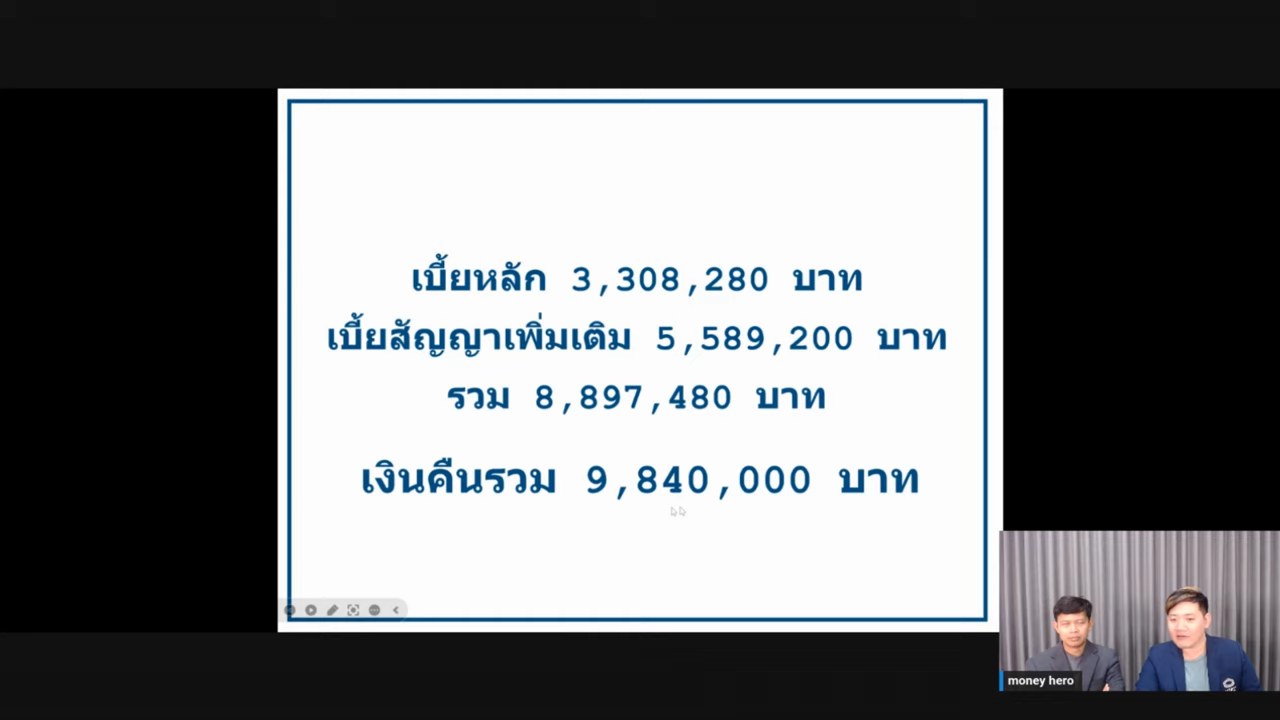 เบี้ยหลัก 3,308,280 บาท
เบี้ยสัญญาเพิ่มเติม 5,589,200 บาท
รวม 8,897,480 บาท
เงินคืนรวม 9,840,000 บาท
money hero